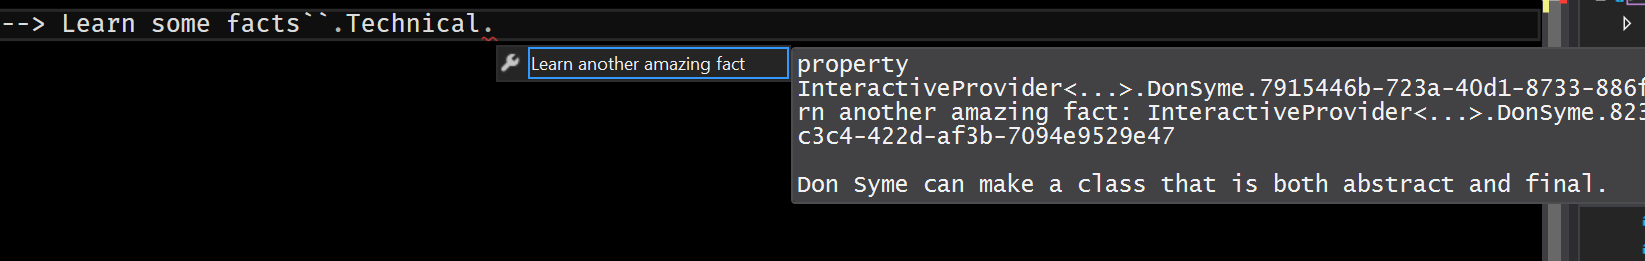 --> Learn some facts``.Technical.
Learn another amazing fact
property
InteractiveProvider<...>.DonSyme.7915446b-723a-40d1-8733-886f
rn another amazing fact: InteractiveProvider<...>.DonSyme.823
c3c4-422d-af3b-7094e9529e47
Don Syme can make a class that is both abstract and final.